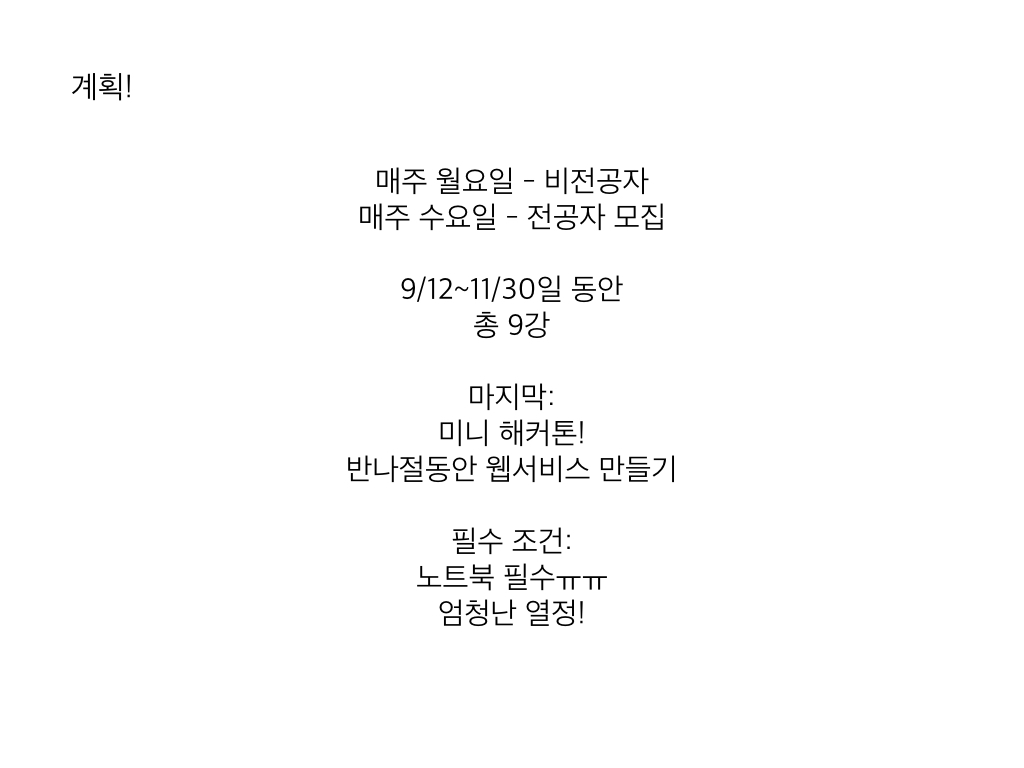 계획!
매주 월요일 - 비전공자
매주 수요일 - 전공자 모집
9/12~11/30일 동안
총 9강
마지막:
미니 해커톤!
반나절동안 웹서비스 만들기
필수 조건:
노트북 필수ㅠㅠ
엄청난 열정!